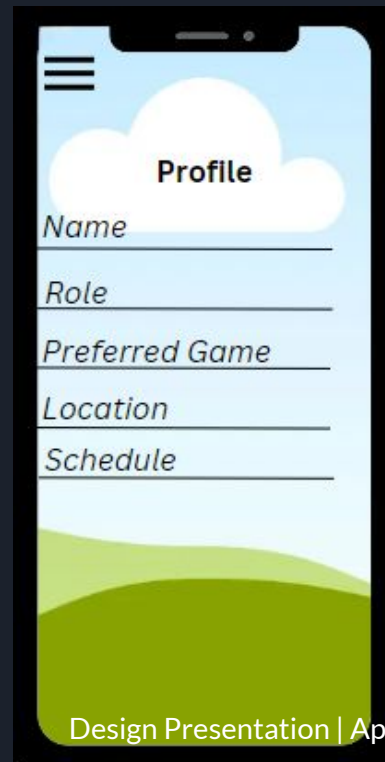 Profile
Name
Role
Preferred Game
Location
Schedule
Design Presentation | Ap